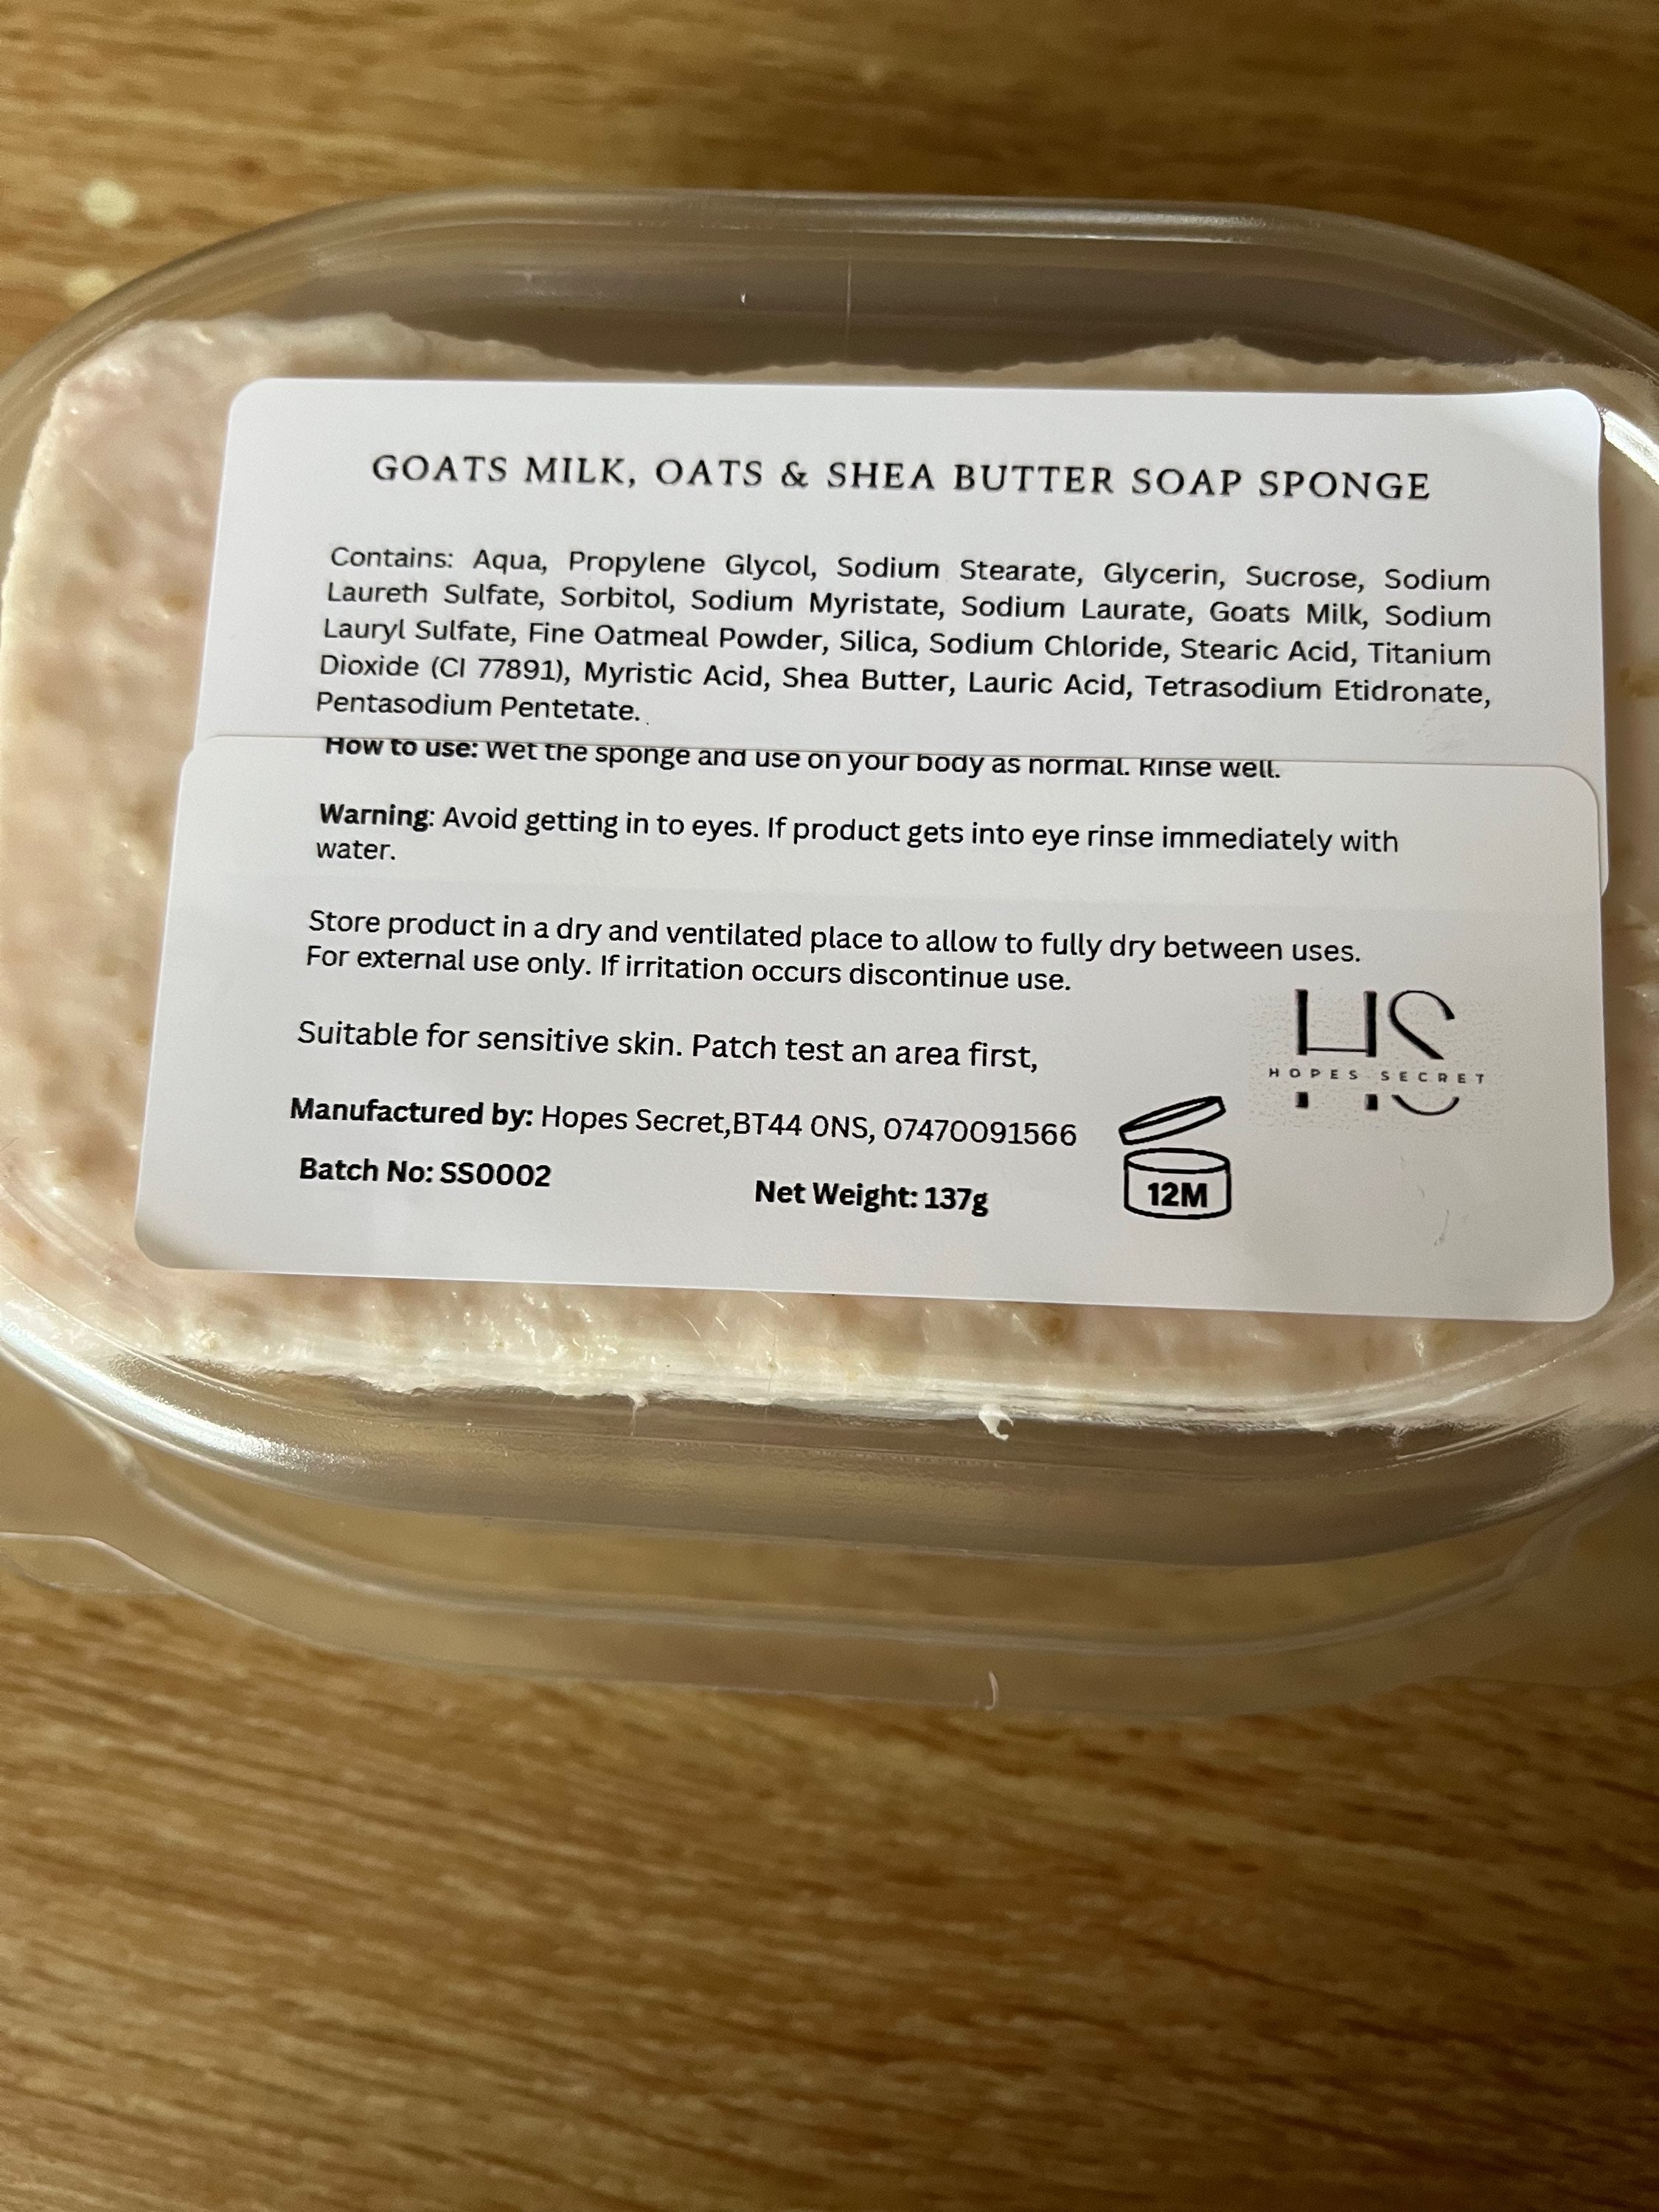 GOATS MILK, OATS & SHEA BUTTER SOAP SPONGE
Contains: Aqua, Propylene Glycol, Sodium Stearate, Glycerin, Sucrose, Sodium
Laureth Sulfate, Sorbitol, Sodium Myristate, Sodium Laurate, Goats Milk, Sodium
Lauryl Sulfate, Fine Oatmeal Powder, Silica, Sodium Chloride, Stearic Acid, Titanium
Dioxide (CI 77891), Myristic Acid, Shea Butter, Lauric Acid, Tetrasodium Etidronate,
Pentasodium Pentetate.
How to use: Wet the sponge and use on your body as normal. Rinse well.
Warning: Avoid getting in to eyes. If product gets into eye rinse immediately with
water.
Store product in a dry and ventilated place to allow to fully dry between uses.
For external use only. If irritation occurs discontinue use.
Suitable for sensitive skin. Patch test an area first,
HS
HOPES SECRET
Manufactured by: Hopes Secret,BT44 0NS, 07470091566
Batch No: SS0002
Net Weight: 137g
12M